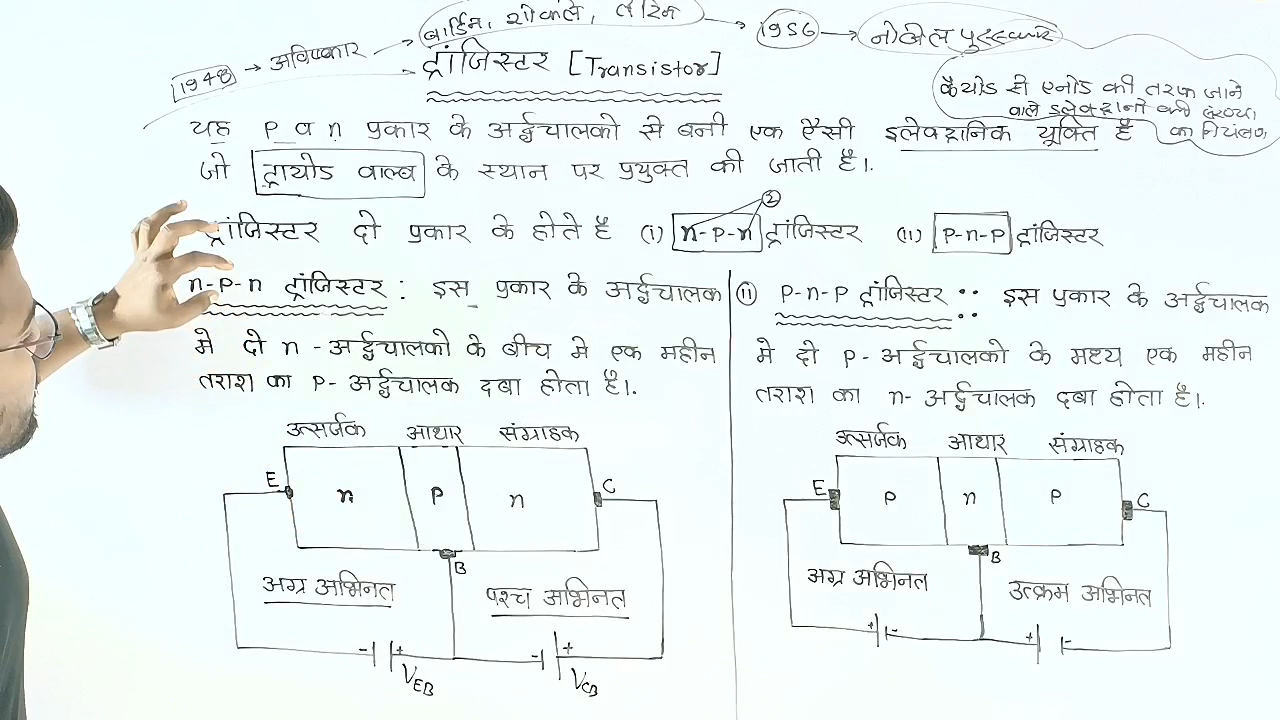 बार्डिन, शौकले, व
1956 → नोबेल पुरस्कार
1948 → अविष्कार
ट्रांजिस्टर [Transistor]
कैथोड से एनोड की तरफ जाने
वाले इलेक्ट्रानो की संख्या
का नियंत्रण
यह P व n प्रकार के अर्द्धचालको से बनी एक ऐसी इलेक्ट्रानिक युक्ति है
जो ट्रायोड वाल्व के स्थान पर प्रयुक्त की जाती है।.
ट्रांजिस्टर दो प्रकार के होते है (i) n-p-n ट्रांजिस्टर (ii) P-n-P ट्रांजिस्टर
②
n-p-n ट्रांजिस्टर : इस प्रकार के अर्द्धचालक
मे दो n - अर्द्धचालको के बीच मे एक महीन
तराश का P- अर्द्धचालक दबा होता है।.
उत्सर्जक आधार संग्राहक
E n P n C
B
अग्र अभिनत पश्च अभिनत
- + - +
VEB VCB
(ii) P-n-P ट्रांजिस्टर :: इस प्रकार के अर्द्धचालक
मे दो P - अर्द्धचालको के मध्य एक महीन
तराश का n- अर्द्धचालक दबा होता है।.
उत्सर्जक आधार संग्राहक
E P n P C
B
अग्र अभिनत उत्क्रम अभिनत
+ - + -